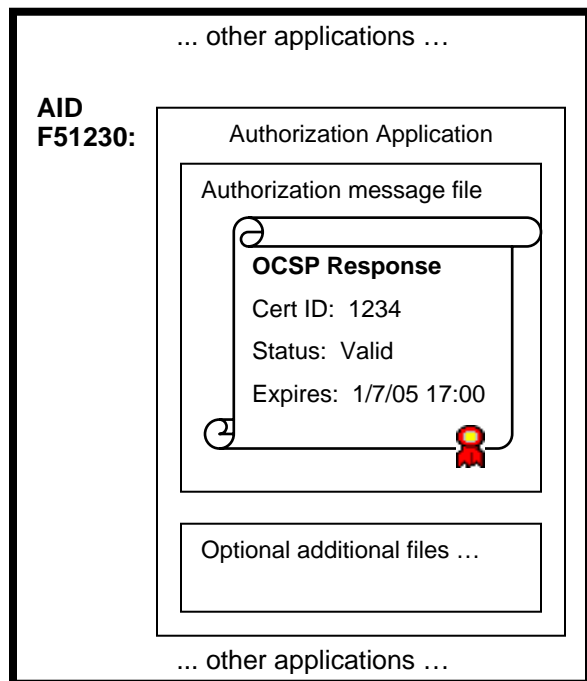 ... other applications …
AID
F51230:
Authorization Application
Authorization message file
OCSP Response
Cert ID: 1234
Status: Valid
Expires: 1/7/05 17:00
Optional additional files …
... other applications …